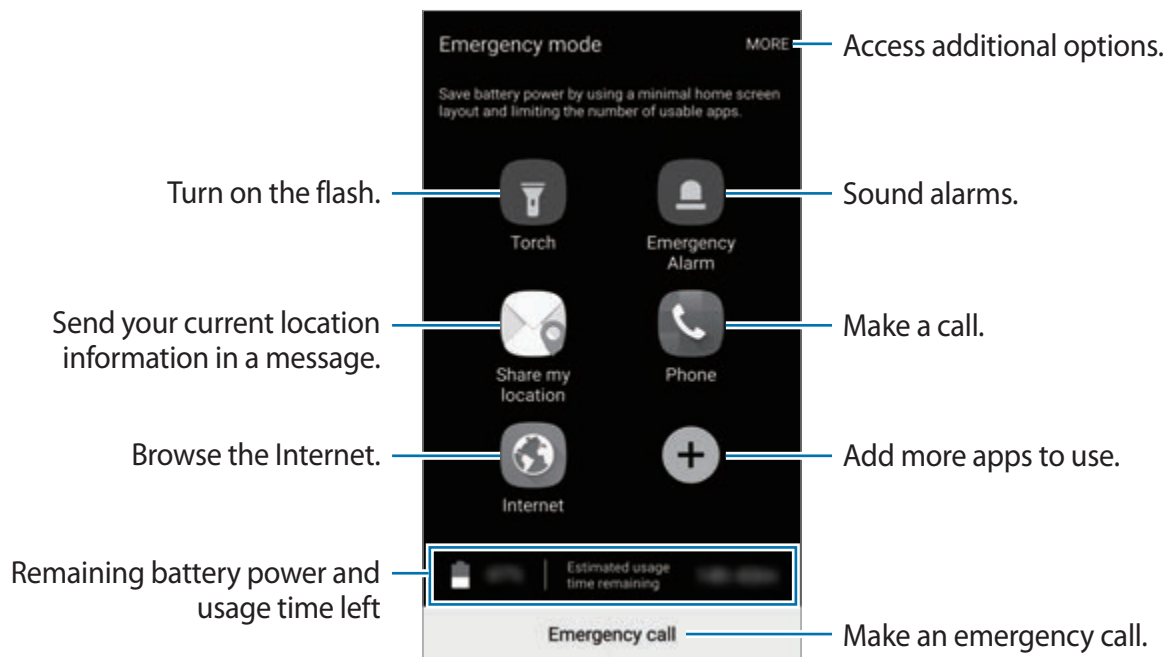 Emergency mode
MORE
Access additional options.
Save battery power by using a minimal home screen
layout and limiting the number of usable apps.
Turn on the flash.
Sound alarms.
Torch
Emergency
Alarm
Send your current location
information in a message.
Make a call.
Share my
location
Phone
Browse the Internet.
Add more apps to use.
Internet
Remaining battery power and
usage time left
Estimated usage
time remaining
Emergency call
Make an emergency call.